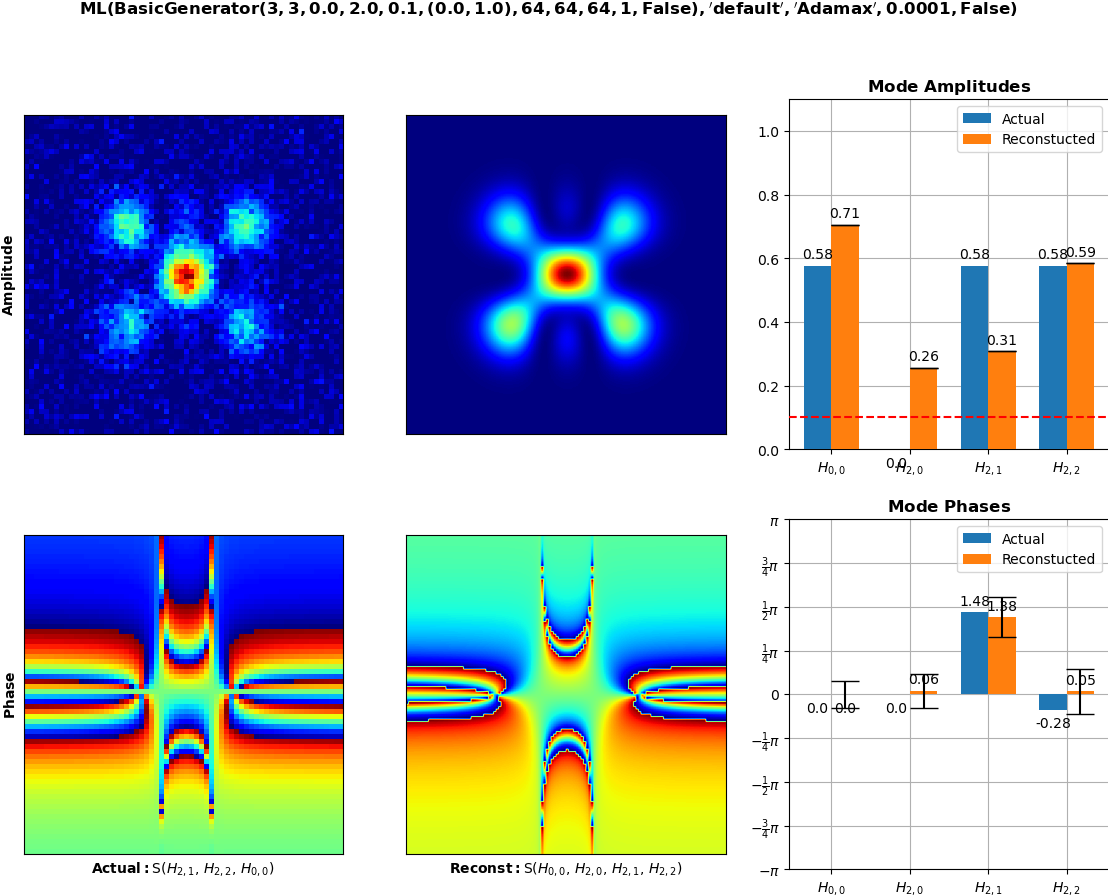 ML(BasicGenerator(3, 3, 0.0, 2.0, 0.1, (0.0, 1.0), 64, 64, 64, 1, False), ′default′, ′Adamax′, 0.0001, False)
Amplitude
Mode Amplitudes
Actual
Reconstucted
1.0
0.8
0.6
0.4
0.2
0.0
0.58
0.71
0.0
0.26
0.58
0.31
0.58
0.59
H0,0
H2,0
H2,1
H2,2
Phase
Actual: S(H2,1, H2,2, H0,0)
Reconst: S(H0,0, H2,0, H2,1, H2,2)
Mode Phases
Actual
Reconstucted
π
3/4π
1/2π
1/4π
0
−1/4π
−1/2π
−3/4π
−π
0.0
0.0
0.0
0.06
1.48
1.38
-0.28
0.05
H0,0
H2,0
H2,1
H2,2